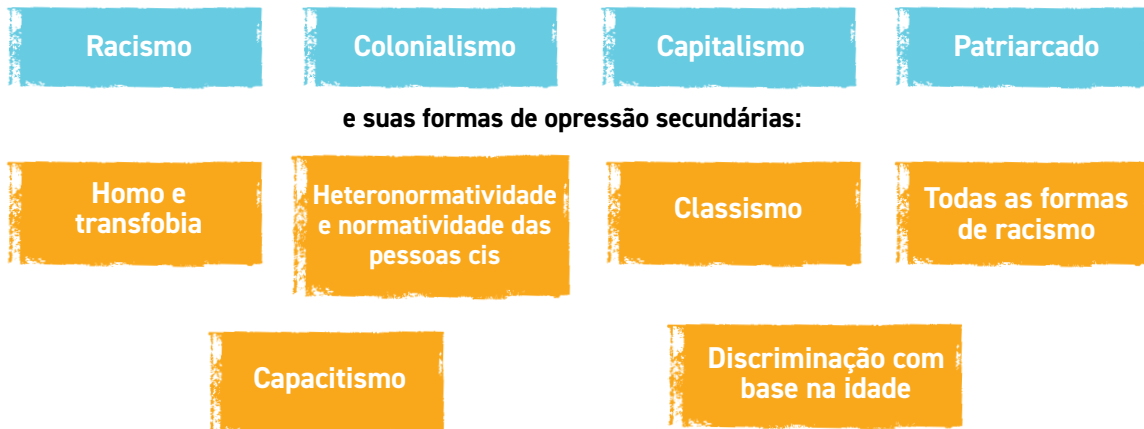 Racismo
Colonialismo
Capitalismo
Patriarcado
e suas formas de opressão secundárias:
Homo e
transfobia
Heteronormatividade
e normatividade das
pessoas cis
Classismo
Todas as formas
de racismo
Capacitismo
Discriminação com
base na idade